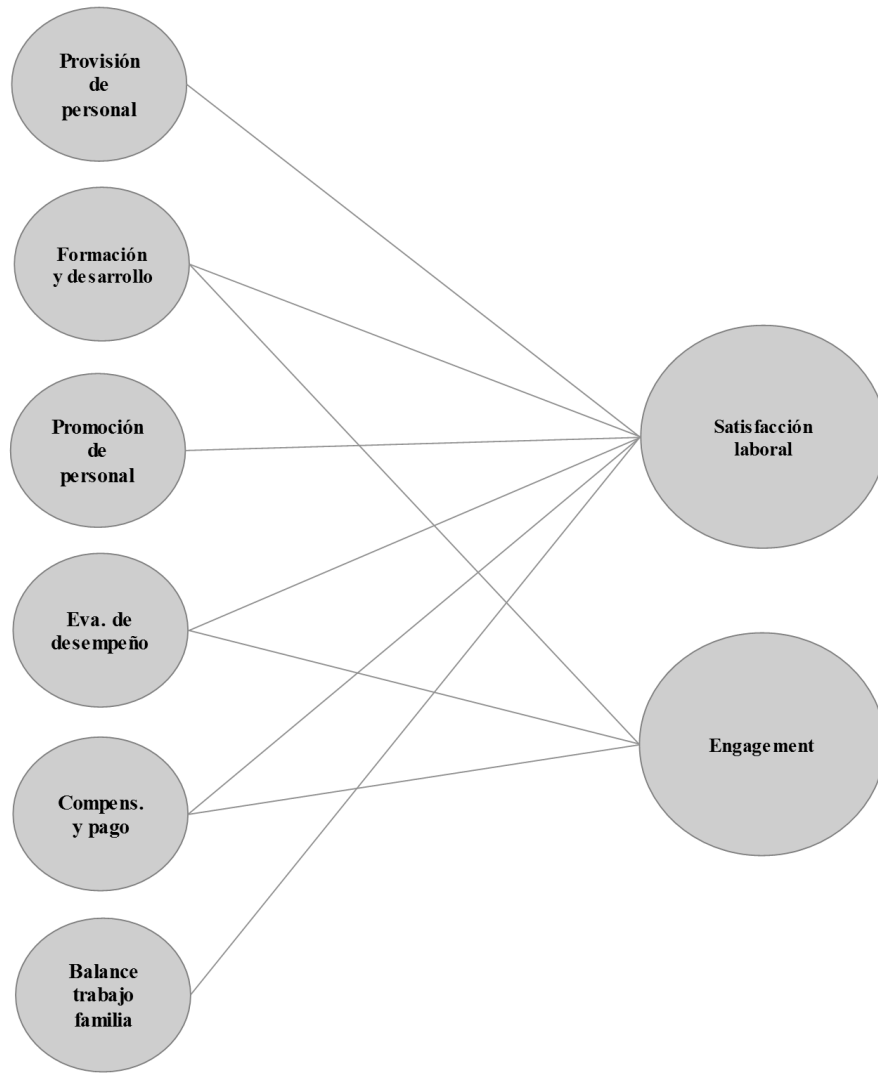 Provisión
de
personal
Formación
y desarrollo
Promoción
de
personal
Eva. de
desempeño
Compens.
y pago
Balance
trabajo
familia
Satisfacción
laboral
Engagement